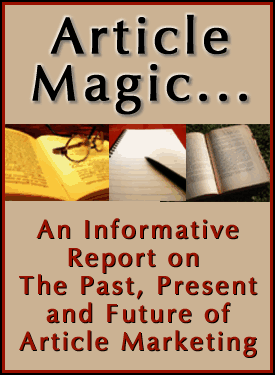 Article
Magic...
An Informative
Report on
The Past, Present
and Future of
Article Marketing